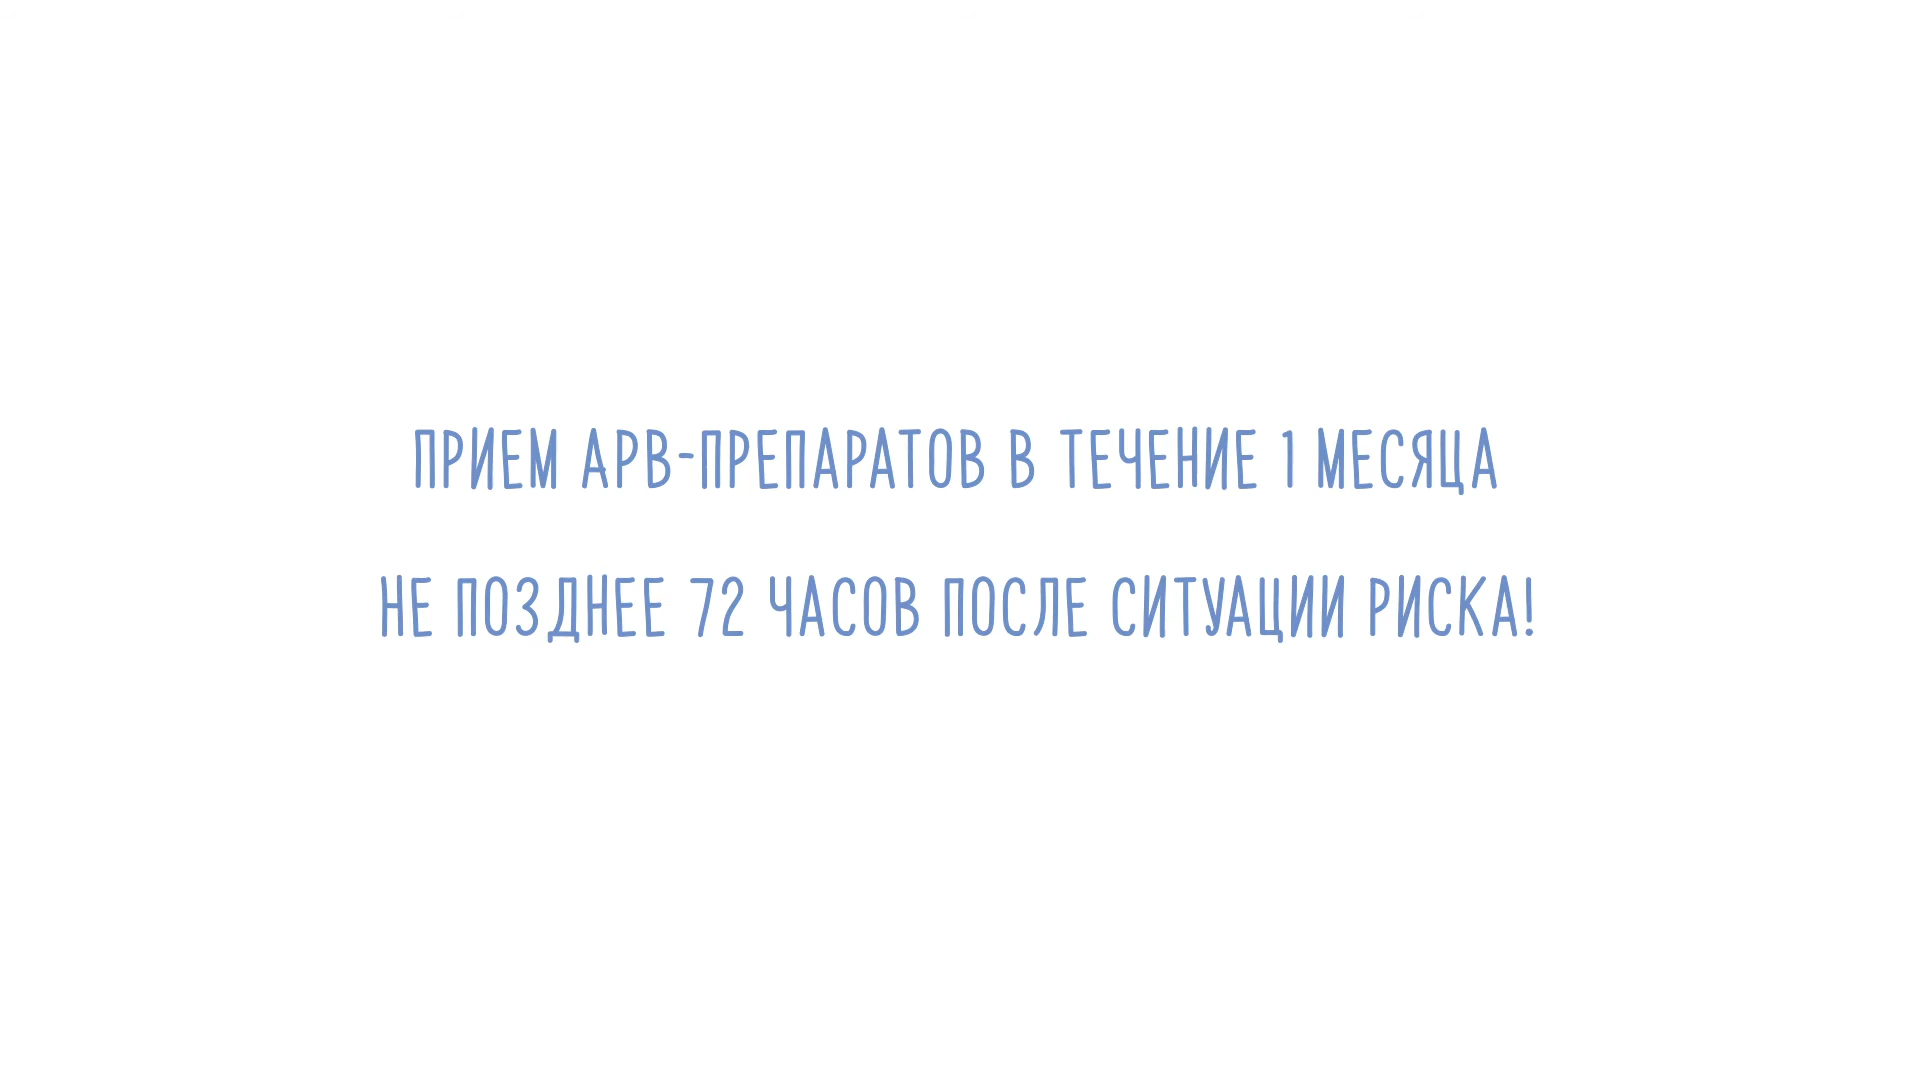 ПРИЕМ АРВ-ПРЕПАРАТОВ В ТЕЧЕНИЕ 1 МЕСЯЦА
НЕ ПОЗДНЕЕ 72 ЧАСОВ ПОСЛЕ СИТУАЦИИ РИСКА!